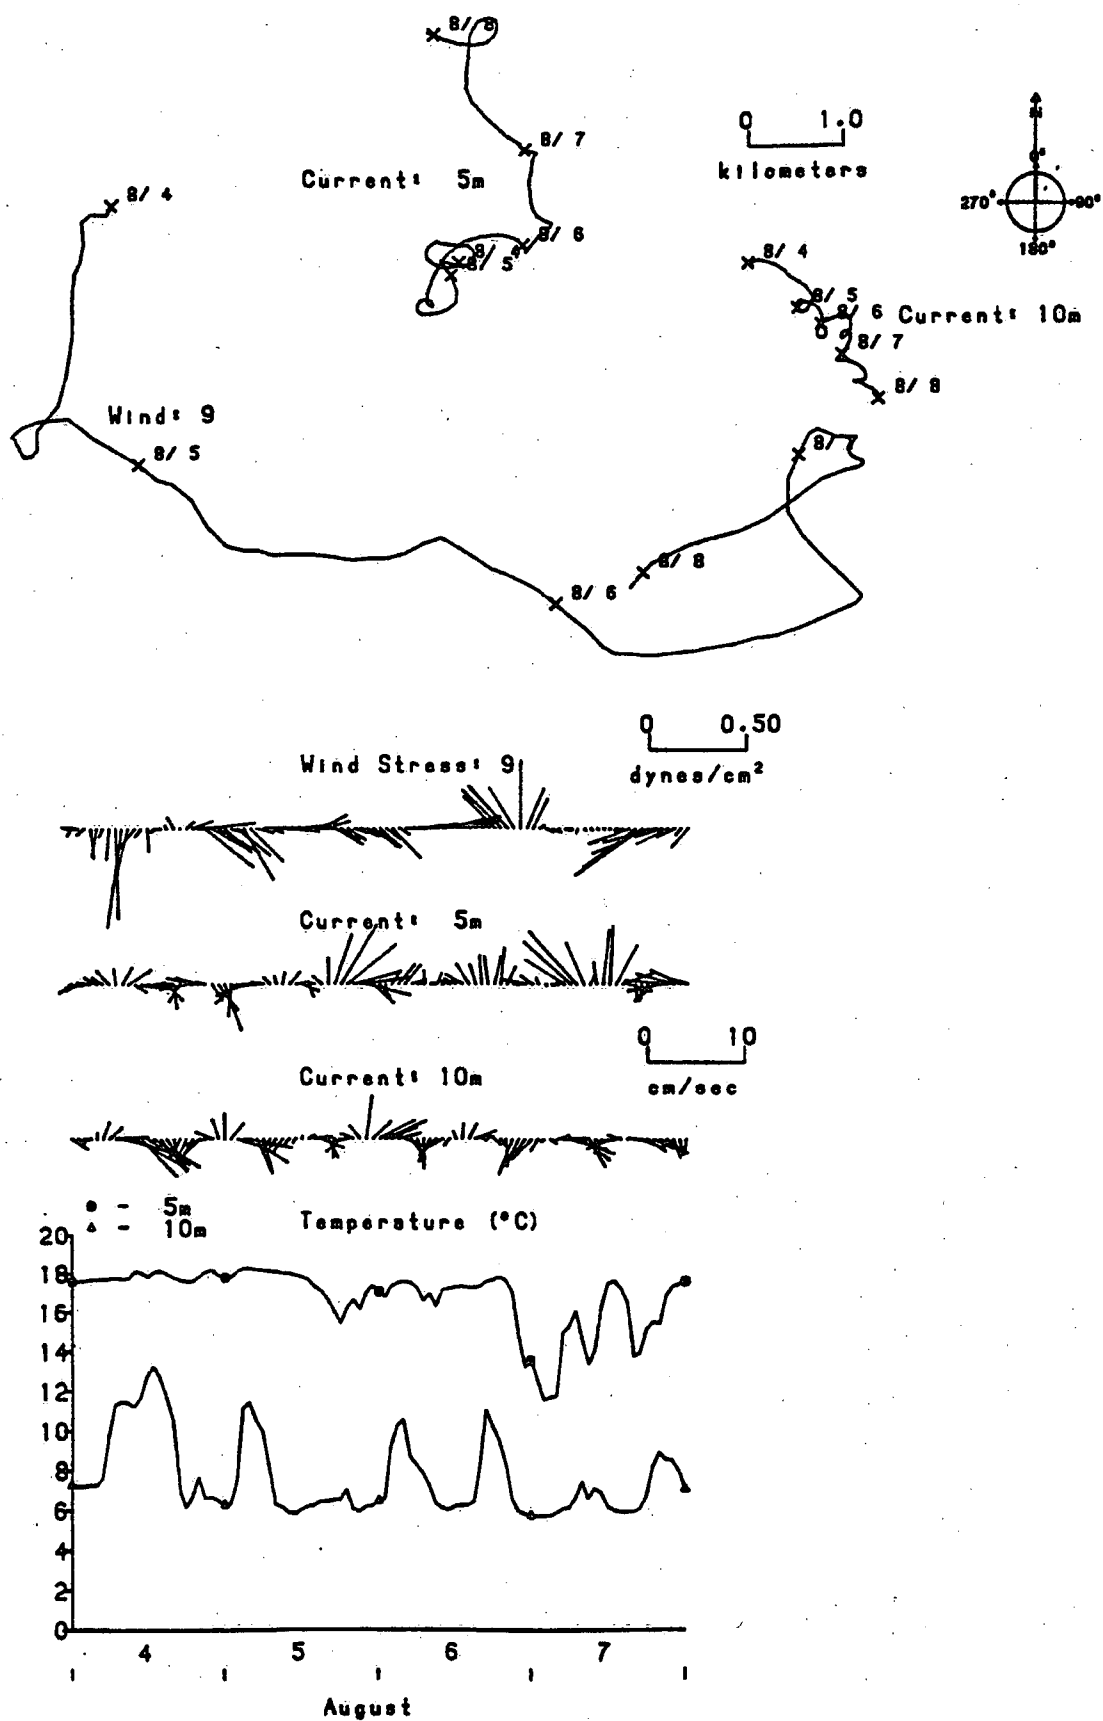 8/ 8
N
0 1.0
kilometers
8/ 7
0°
Current: 5m
270° 90°
8/ 4
180°
8/ 6
8/ 4
8/ 5
8/ 4
8/ 5
8/ 6 Current: 10m
8/ 7
8/ 8
Wind: 9
8/ 5
8/
8/ 8
8/ 6
0 0.50
Wind Stress: 9
dynes/cm²
Current: 5m
0 10
cm/sec
Current: 10m
- 5m
- 10m
Temperature (°C)
20
18
16
14
12
10
8
6
4
2
0
4 5 6 7
August